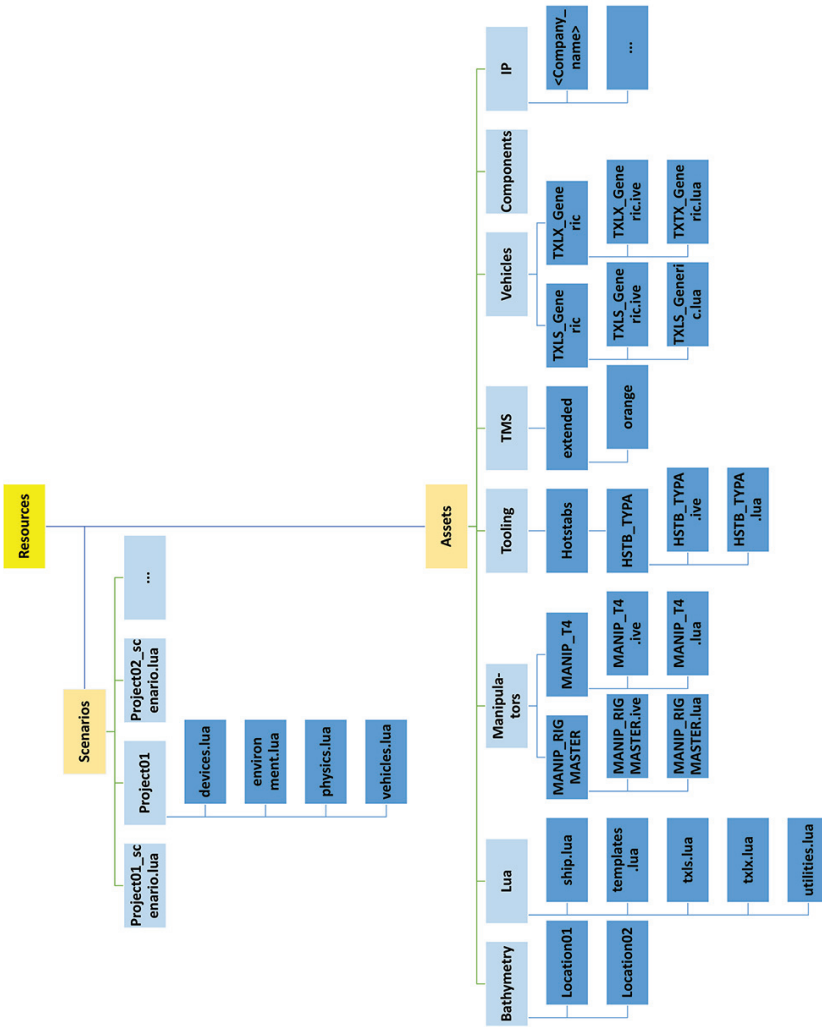 Resources
Scenarios
Project01_sc
enario.lua
Project01
devices.lua
environ
ment.lua
physics.lua
vehicles.lua
Project02_sc
enario.lua
...
Assets
Bathymetry
Location01
Location02
Lua
ship.lua
templates
.lua
txls.lua
txlx.lua
utilities.lua
Manipula-
tors
MANIP_RIG
MASTER
MANIP_RIG
MASTER.ive
MANIP_RIG
MASTER.lua
MANIP_T4
MANIP_T4
.ive
MANIP_T4
.lua
Tooling
Hotstabs
HSTB_TYPA
HSTB_TYPA
.ive
HSTB_TYPA
.lua
TMS
extended
orange
Vehicles
TXLS_Gene
ric
TXLS_Gene
ric.ive
TXLS_Generi
c.lua
TXLX_Gene
ric
TXLX_Gene
ric.ive
TXTX_Gene
ric.lua
Components
IP
<Company_
name>
...